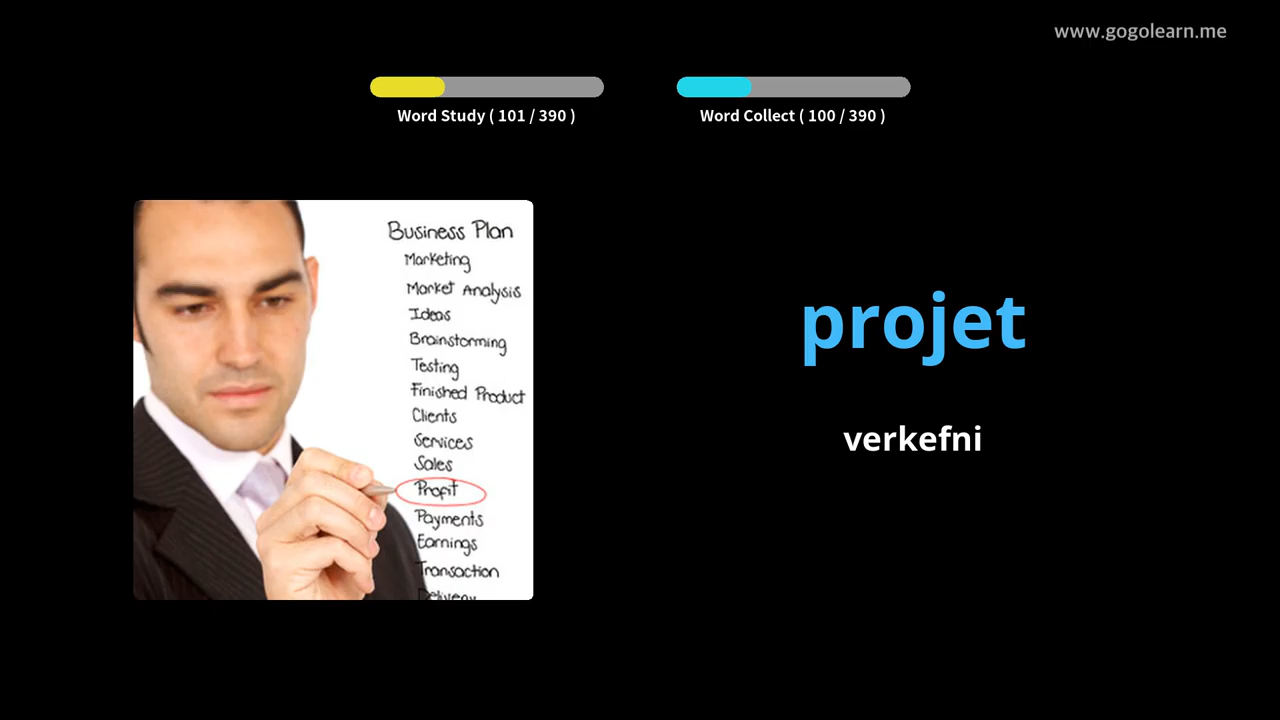 www.gogolearn.me
Word Study ( 101 / 390 )
Word Collect ( 100 / 390 )
Business Plan
Marketing
Market Analysis
Ideas
Brainstorming
Testing
Finished Product
Clients
Services
Sales
Profit
Payments
Earnings
Transaction
Delivery
projet
verkefni